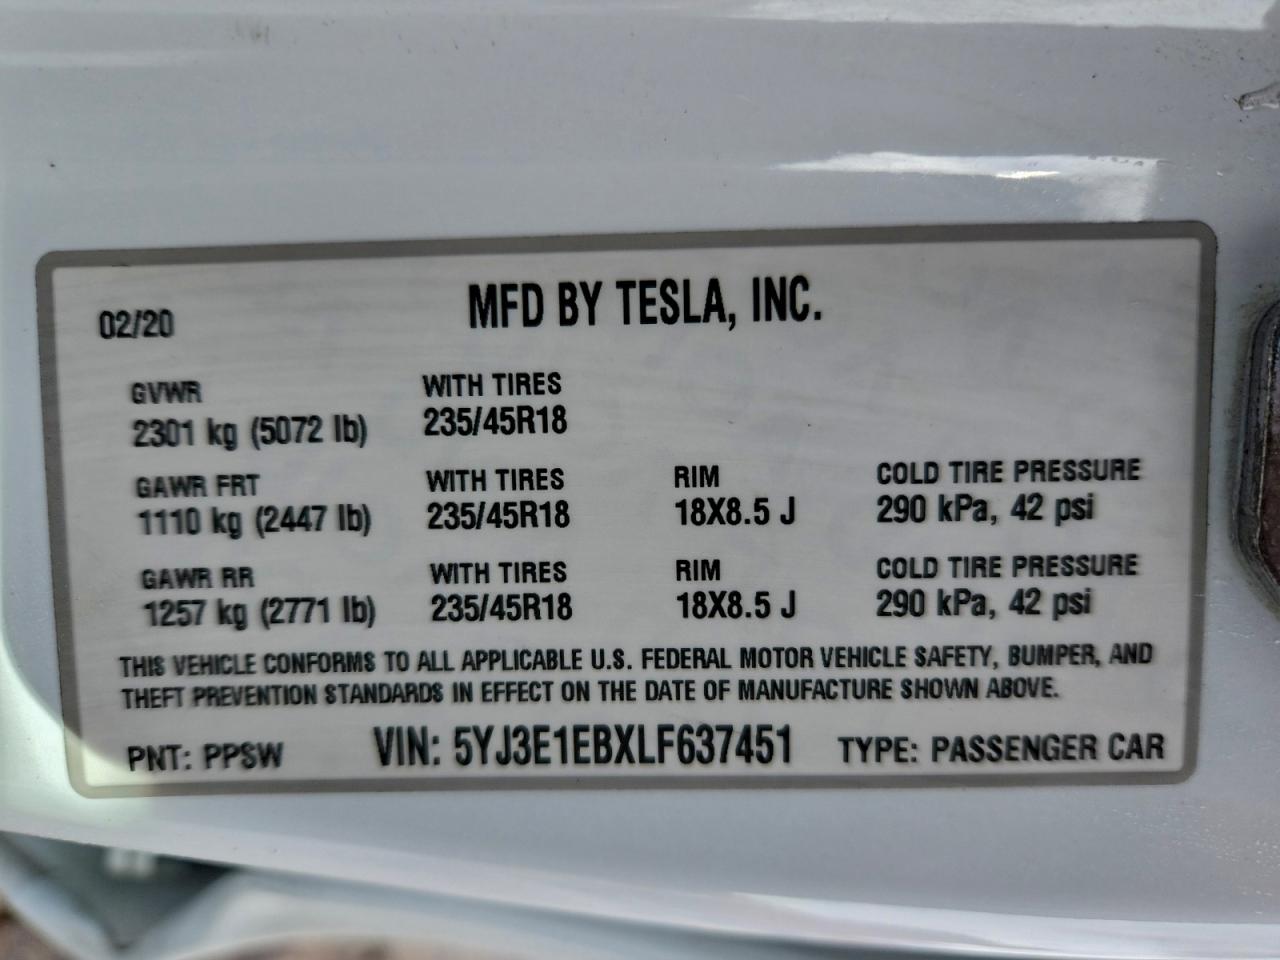 02/20 MFD BY TESLA, INC.
GVWR WITH TIRES
2301 kg (5072 lb) 235/45R18
GAWR FRT WITH TIRES RIM COLD TIRE PRESSURE
1110 kg (2447 lb) 235/45R18 18X8.5 J 290 kPa, 42 psi
GAWR RR WITH TIRES RIM COLD TIRE PRESSURE
1257 kg (2771 lb) 235/45R18 18X8.5 J 290 kPa, 42 psi
THIS VEHICLE CONFORMS TO ALL APPLICABLE U.S. FEDERAL MOTOR VEHICLE SAFETY, BUMPER, AND
THEFT PREVENTION STANDARDS IN EFFECT ON THE DATE OF MANUFACTURE SHOWN ABOVE.
PNT: PPSW VIN: 5YJ3E1EBXLF637451 TYPE: PASSENGER CAR